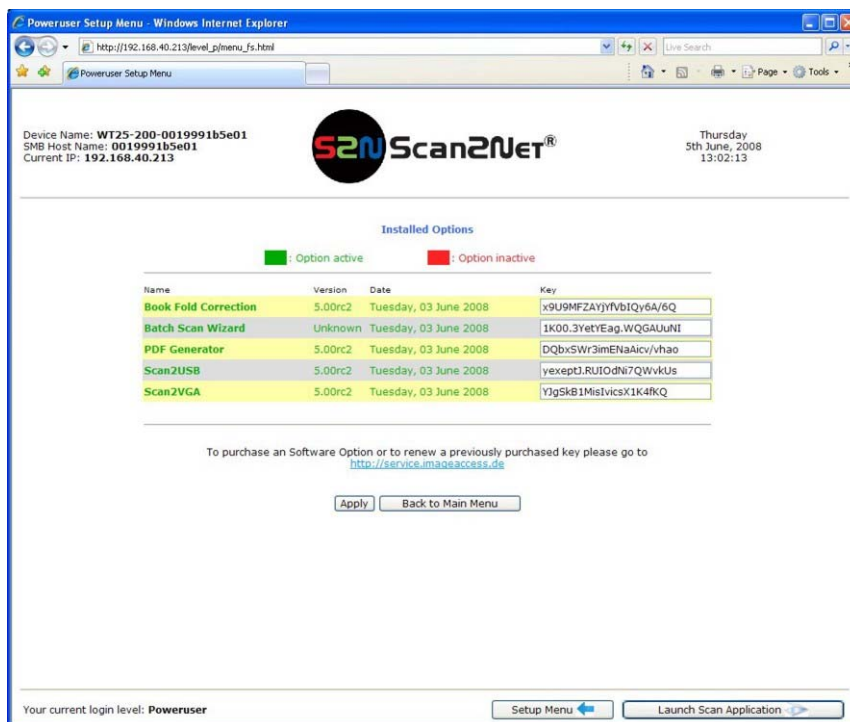 Poweruser Setup Menu - Windows Internet Explorer
http://192.168.40.213/level_p/menu_fs.html
Live Search
Poweruser Setup Menu
Page
Tools
Device Name: WT25-200-0019991b5e01
SMB Host Name: 0019991b5e01
Current IP: 192.168.40.213
S2N Scan2Net®
Thursday
5th June, 2008
13:02:13
Installed Options
: Option active : Option inactive
Name Version Date Key
Book Fold Correction 5.00rc2 Tuesday, 03 June 2008 x9U9MFZAYjYfVbIQy6A/6Q
Batch Scan Wizard Unknown Tuesday, 03 June 2008 1K00.3YetYEag.WQGAUuNI
PDF Generator 5.00rc2 Tuesday, 03 June 2008 DQbxSWr3imENaAicv/vhao
Scan2USB 5.00rc2 Tuesday, 03 June 2008 yexeptJ.RUIOdNi7QWvkUs
Scan2VGA 5.00rc2 Tuesday, 03 June 2008 YJgSkB1MisIvicsX1K4fKQ
To purchase an Software Option or to renew a previously purchased key please go to
http://service.imageaccess.de
Apply Back to Main Menu
Your current login level: Poweruser
Setup Menu Launch Scan Application